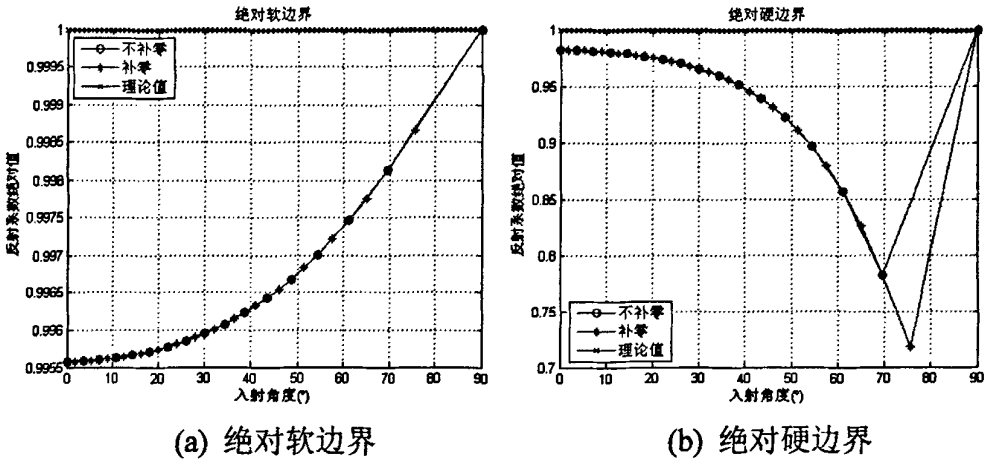 绝对软边界
1
0.9995
0.999
0.9985
0.998
0.9975
0.997
0.9965
0.996
0.9955
反射系数绝对值
不补零
补零
理论值
0 10 20 30 40 50 60 70 80 90
入射角度(°)
(a) 绝对软边界
绝对硬边界
1
0.95
0.9
0.85
0.8
0.75
0.7
反射系数绝对值
不补零
补零
理论值
0 10 20 30 40 50 60 70 80 90
入射角度(°)
(b) 绝对硬边界